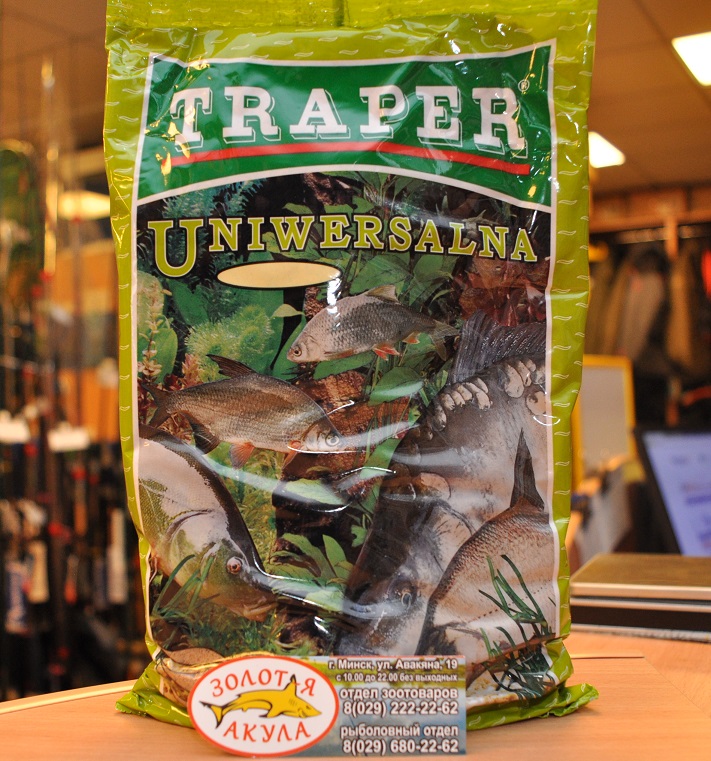 TRAPER®
UNIWERSALNA
ЗОЛОТАЯ
АКУЛА
г. Минск, ул. Авакяна, 19
с 10.00 до 22.00 без выходных
отдел зоотоваров
8(029) 222-22-62
рыболовный отдел
8(029) 680-22-62